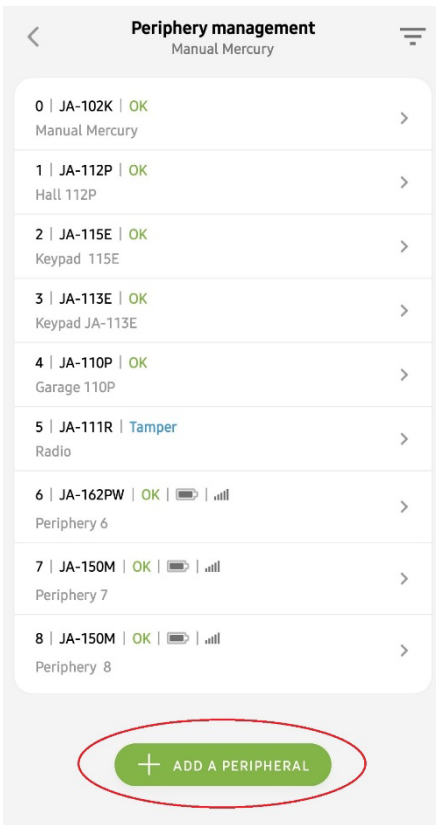 Periphery management
Manual Mercury
0 | JA-102K | OK
Manual Mercury
1 | JA-112P | OK
Hall 112P
2 | JA-115E | OK
Keypad 115E
3 | JA-113E | OK
Keypad JA-113E
4 | JA-110P | OK
Garage 110P
5 | JA-111R | Tamper
Radio
6 | JA-162PW | OK
Periphery 6
7 | JA-150M | OK
Periphery 7
8 | JA-150M | OK
Periphery 8
ADD A PERIPHERAL